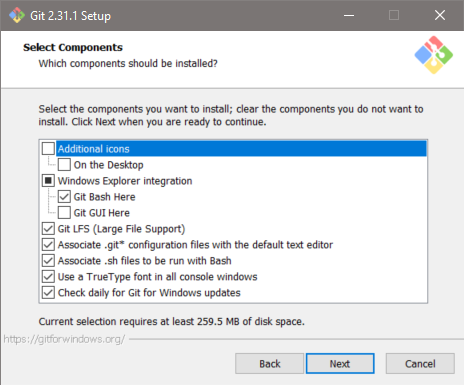 Git 2.31.1 Setup
Select Components
Which components should be installed?
Select the components you want to install; clear the components you do not want to
install. Click Next when you are ready to continue.
Additional icons
On the Desktop
Windows Explorer integration
Git Bash Here
Git GUI Here
Git LFS (Large File Support)
Associate .git* configuration files with the default text editor
Associate .sh files to be run with Bash
Use a TrueType font in all console windows
Check daily for Git for Windows updates
Current selection requires at least 259.5 MB of disk space.
https://gitforwindows.org/
Back Next Cancel